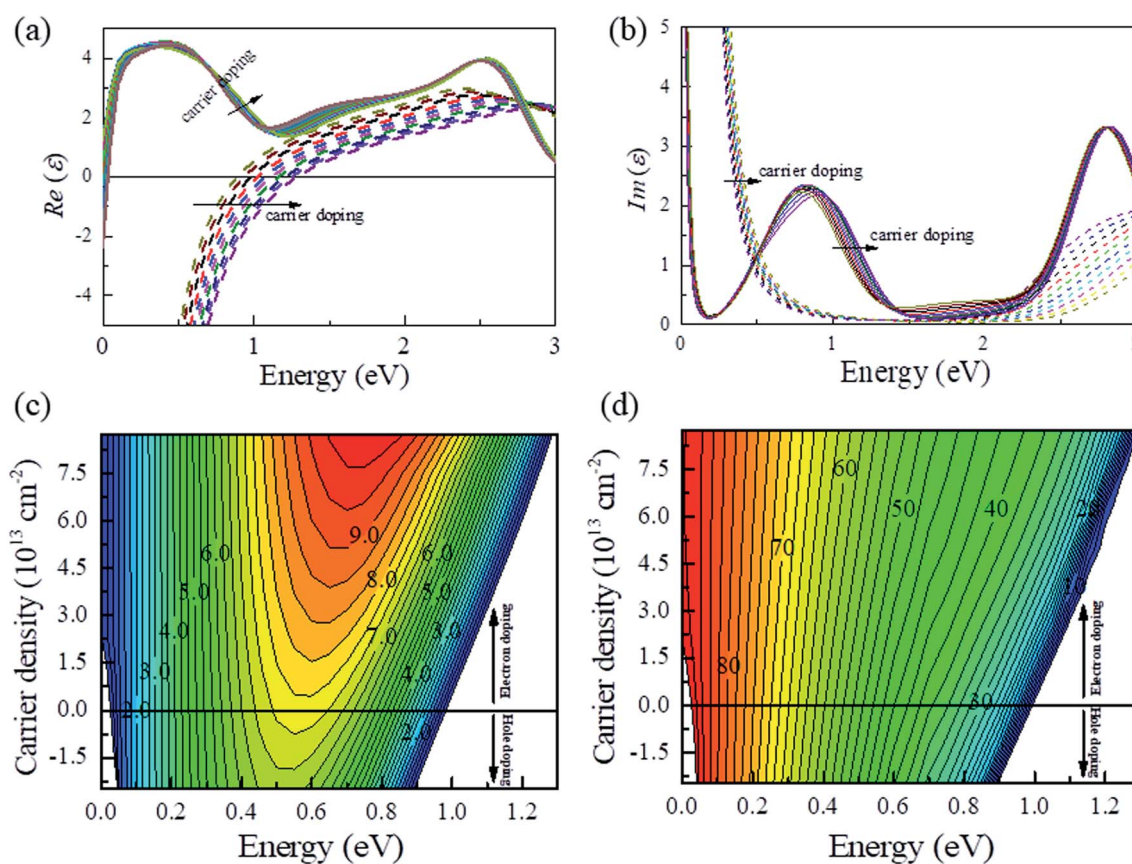 (a)
4
2
0
-2
-4
Re (ε)
carrier doping
carrier doping
0 1 2 3
Energy (eV)
(b)
5
4
3
2
1
0
Im (ε)
carrier doping
carrier doping
0 1 2
Energy (eV)
(c)
7.5
6.0
4.5
3.0
1.5
0.0
-1.5
Carrier density (10¹³ cm⁻²)
6.0
5.0
4.0
3.0
2.0
9.0
8.0
7.0
6.0
5.0
3.0
4.0
2.0
Electron doping
Hole doping
0.0 0.2 0.4 0.6 0.8 1.0 1.2
Energy (eV)
(d)
7.5
6.0
4.5
3.0
1.5
0.0
-1.5
Carrier density (10¹³ cm⁻²)
60
50
40
20
70
10
80
30
Electron doping
Hole doping
0.0 0.2 0.4 0.6 0.8 1.0 1.2
Energy (eV)